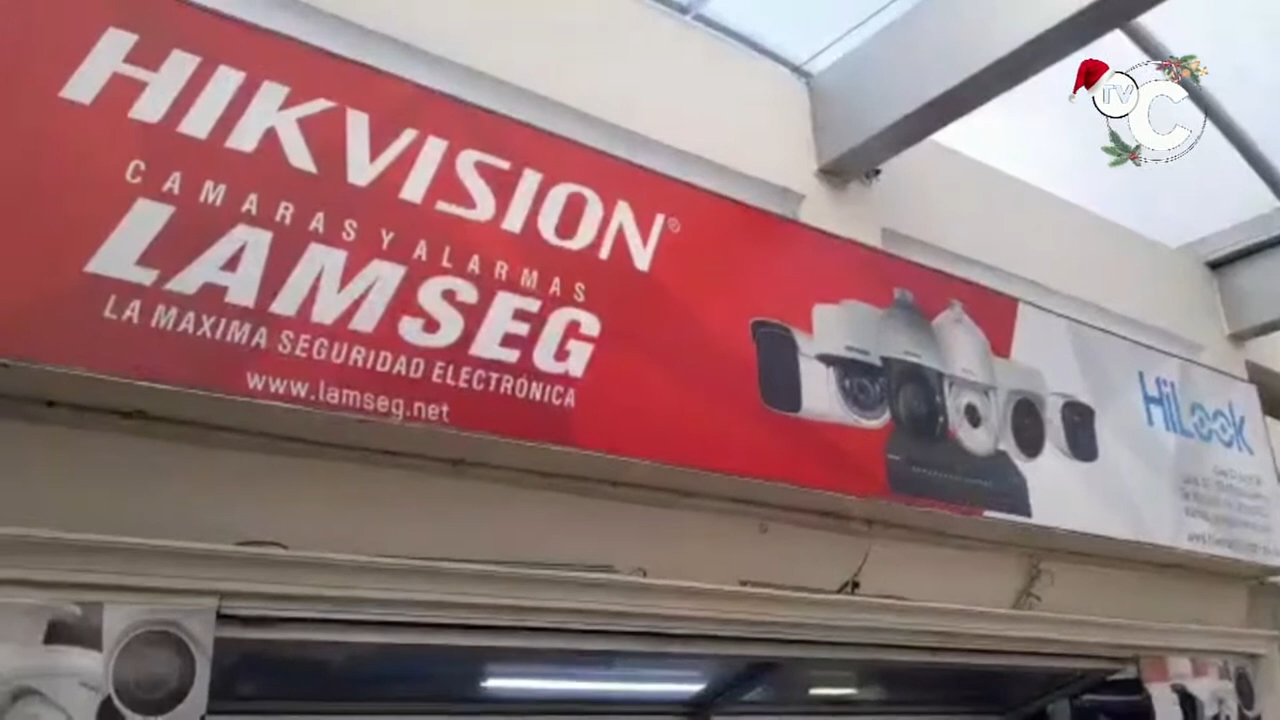 HIKVISION®
CAMARAS Y ALARMAS
LAMSEG
LA MAXIMA SEGURIDAD ELECTRÓNICA
www.lamseg.net
HiLook
TV C